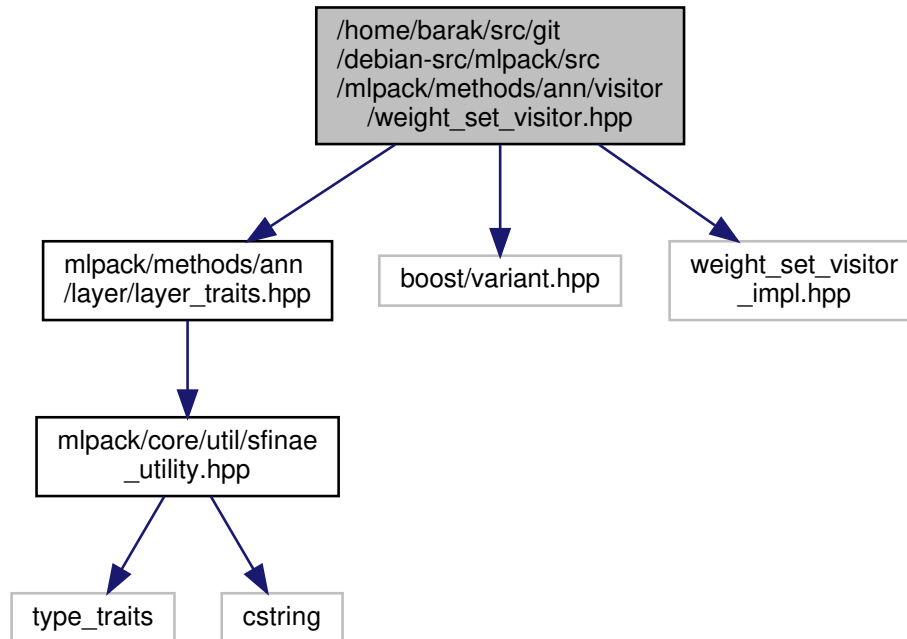 /home/barak/src/git
/debian-src/mlpack/src
/mlpack/methods/ann/visitor
/weight_set_visitor.hpp
mlpack/methods/ann
/layer/layer_traits.hpp
boost/variant.hpp
weight_set_visitor
_impl.hpp
mlpack/core/util/sfinae
_utility.hpp
type_traits
cstring